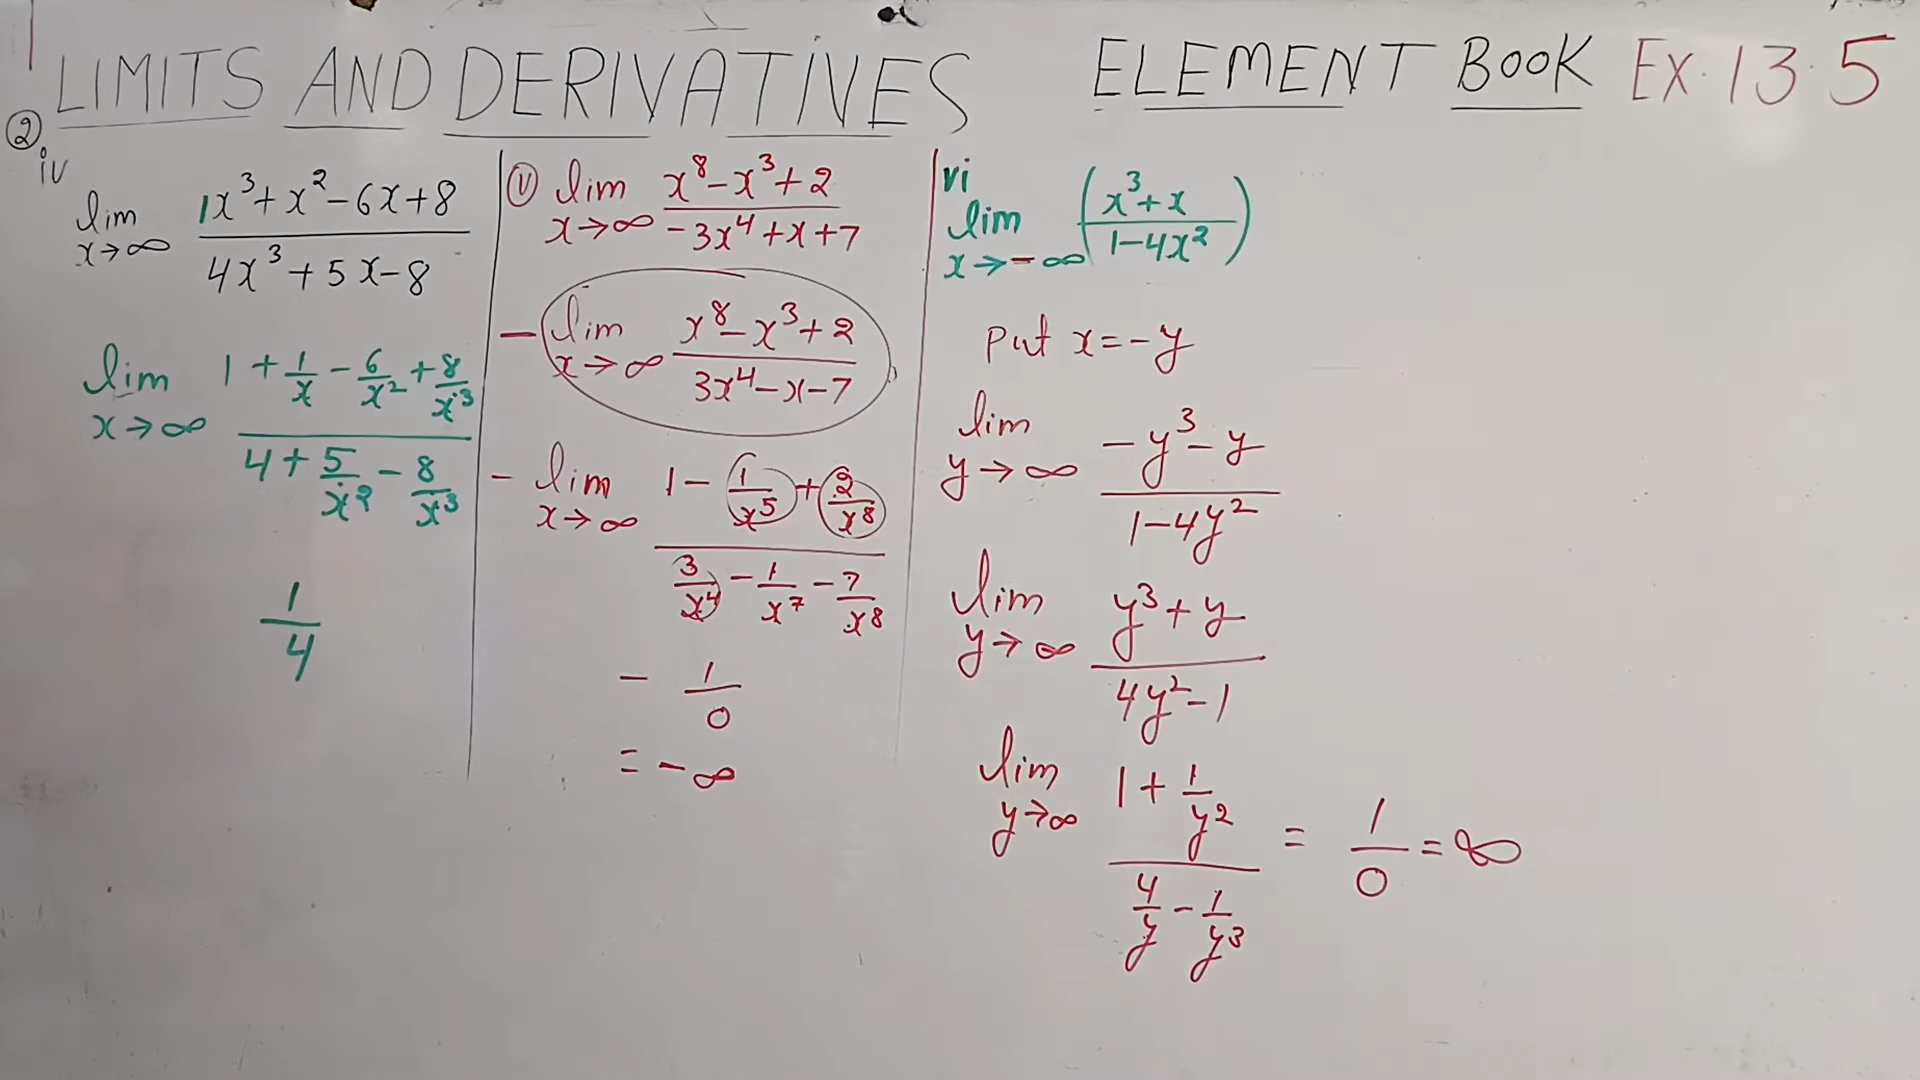 LIMITS AND DERIVATIVES ELEMENT BOOK EX. 13.5
② iv
lim x→∞ (1x³+x²-6x+8)/(4x³+5x-8)
lim x→∞ (1+1/x-6/x²+8/x³)/(4+5/x²-8/x³)
1/4
ⓥ lim x→∞ (x⁸-x³+2)/(-3x⁴+x+7)
- lim x→∞ (x⁸-x³+2)/(3x⁴-x-7)
- lim x→∞ (1-1/x⁵+2/x⁸)/(3/x⁴-1/x⁷-7/x⁸)
- 1/0
= -∞
vi
lim x→-∞ ((x³+x)/(1-4x²))
Put x=-y
lim y→∞ (-y³-y)/(1-4y²)
lim y→∞ (y³+y)/(4y²-1)
lim y→∞ (1+1/y²)/(4/y-1/y³) = 1/0 = ∞